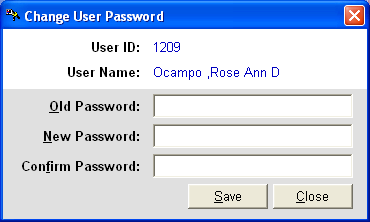 Change User Password
User ID: 1209
User Name: Ocampo ,Rose Ann D
Old Password:
New Password:
Confirm Password:
Save Close